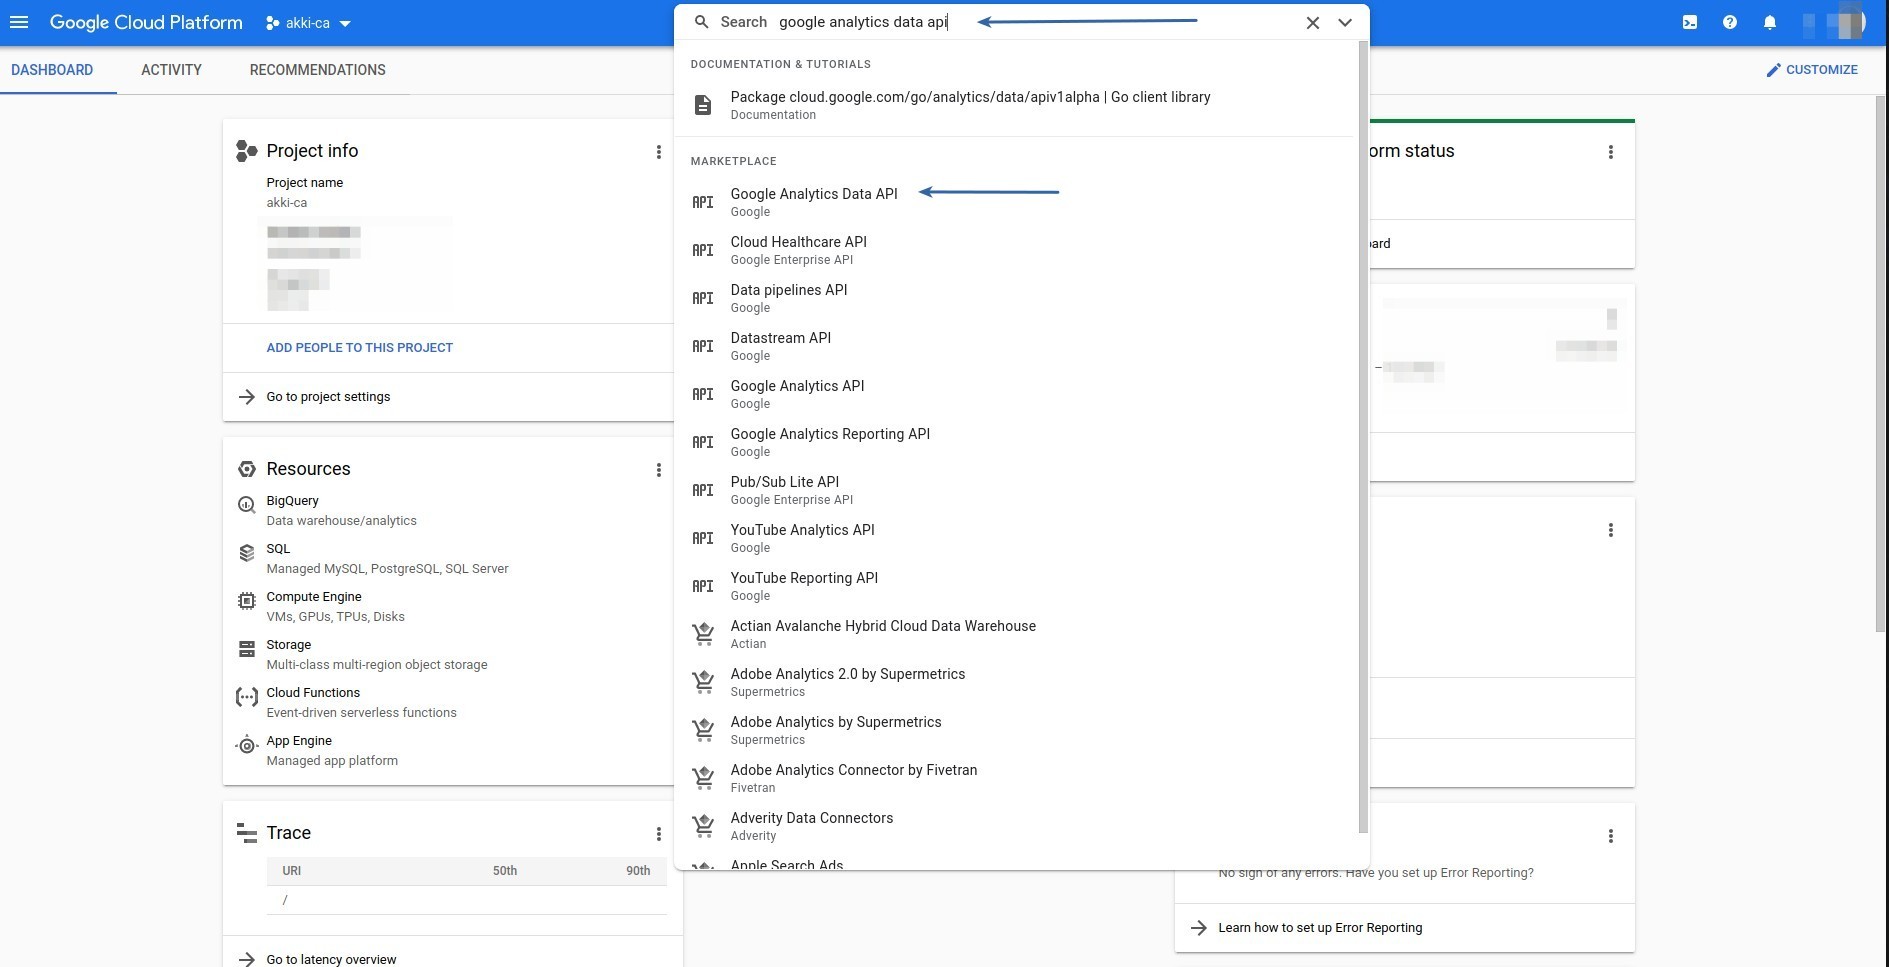 Google Cloud Platform
akki-ca
Search google analytics data api
DASHBOARD
ACTIVITY
RECOMMENDATIONS
CUSTOMIZE
Project info
Project name
akki-ca
ADD PEOPLE TO THIS PROJECT
Go to project settings
Resources
BigQuery
Data warehouse/analytics
SQL
Managed MySQL, PostgreSQL, SQL Server
Compute Engine
VMs, GPUs, TPUs, Disks
Storage
Multi-class multi-region object storage
Cloud Functions
Event-driven serverless functions
App Engine
Managed app platform
Trace
URI 50th 90th
/
Go to latency overview
DOCUMENTATION & TUTORIALS
Package cloud.google.com/go/analytics/data/apiv1alpha | Go client library
Documentation
MARKETPLACE
API Google Analytics Data API
Google
API Cloud Healthcare API
Google Enterprise API
API Data pipelines API
Google
API Datastream API
Google
API Google Analytics API
Google
API Google Analytics Reporting API
Google
API Pub/Sub Lite API
Google Enterprise API
API YouTube Analytics API
Google
API YouTube Reporting API
Google
Actian Avalanche Hybrid Cloud Data Warehouse
Actian
Adobe Analytics 2.0 by Supermetrics
Supermetrics
Adobe Analytics by Supermetrics
Supermetrics
Adobe Analytics Connector by Fivetran
Fivetran
Adverity Data Connectors
Adverity
Apple Search Ads
orm status
ard
No sign of any errors. Have you set up Error Reporting?
Learn how to set up Error Reporting